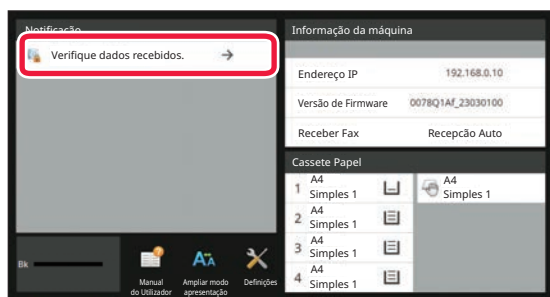 Notificação
Verifique dados recebidos.
Informação da máquina
Endereço IP 192.168.0.10
Versão de Firmware 0078Q1Af_23030100
Receber Fax Recepcão Auto
Cassete Papel
1 A4
Simples 1
A4
Simples 1
2 A4
Simples 1
3 A4
Simples 1
4 A4
Simples 1
Bk
Manual
do Utilizador
Ampliar modo
apresentação
Definições